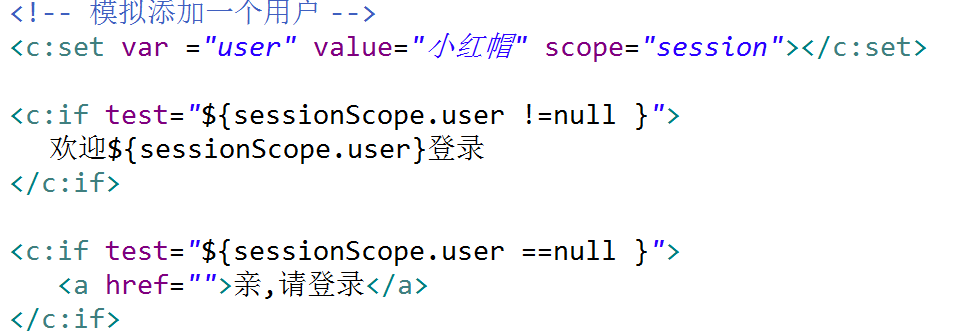 <!-- 模拟添加一个用户 -->
<c:set var ="user" value="小红帽" scope="session"></c:set>
<c:if test="${sessionScope.user !=null }">
欢迎${sessionScope.user}登录
</c:if>
<c:if test="${sessionScope.user ==null }">
<a href="">亲,请登录</a>
</c:if>